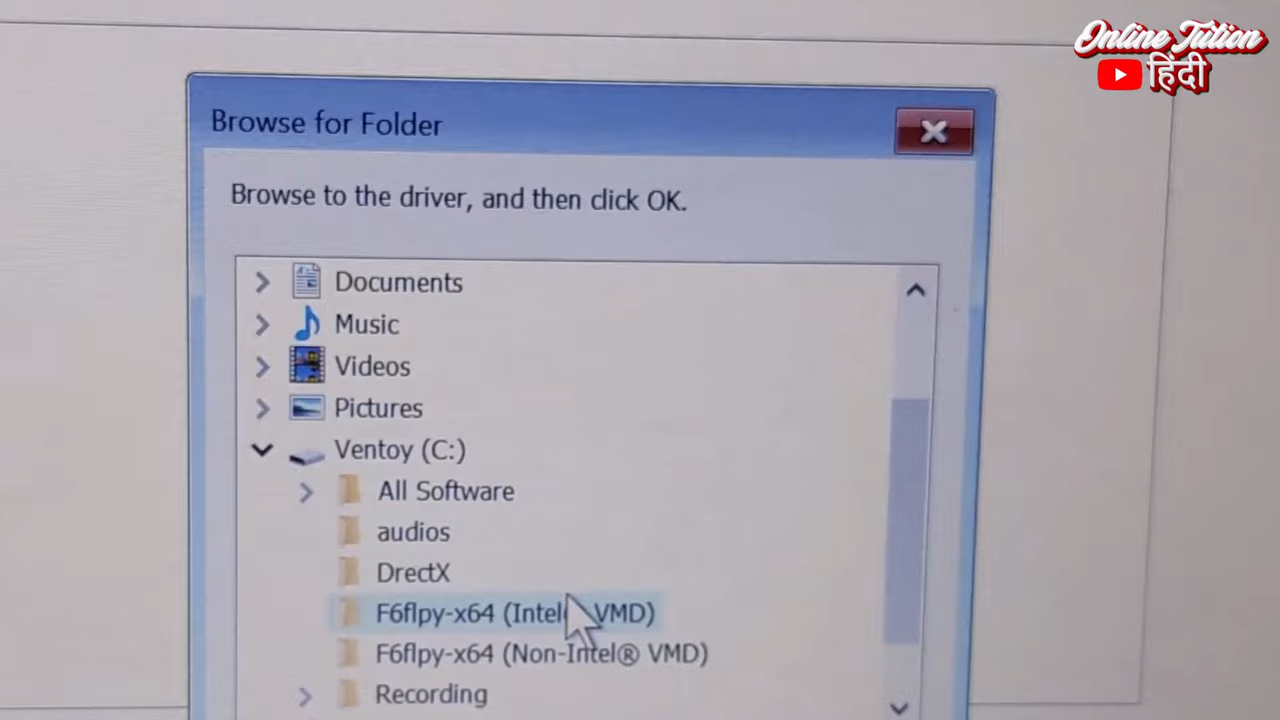 Online Tution
हिंदी
Browse for Folder
Browse to the driver, and then click OK.
Documents
Music
Videos
Pictures
Ventoy (C:)
All Software
audios
DrectX
F6flpy-x64 (Intel VMD)
F6flpy-x64 (Non-Intel® VMD)
Recording